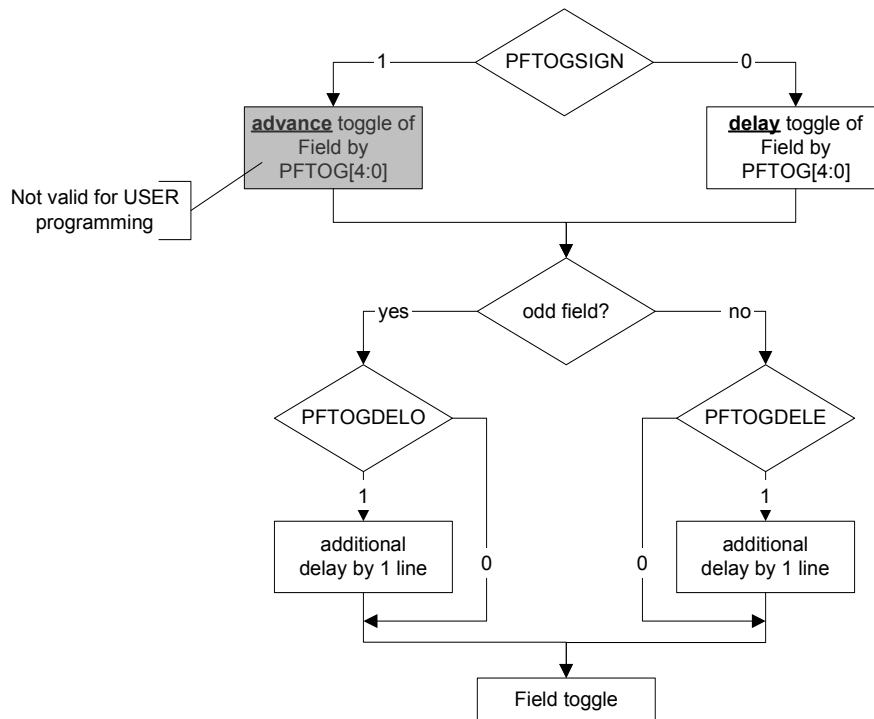 PFTOGSIGN
1
0
advance toggle of
Field by
PFTOG[4:0]
delay toggle of
Field by
PFTOG[4:0]
Not valid for USER
programming
odd field?
yes
no
PFTOGDELO
PFTOGDELE
1
1
additional
delay by 1 line
0
0
additional
delay by 1 line
Field toggle